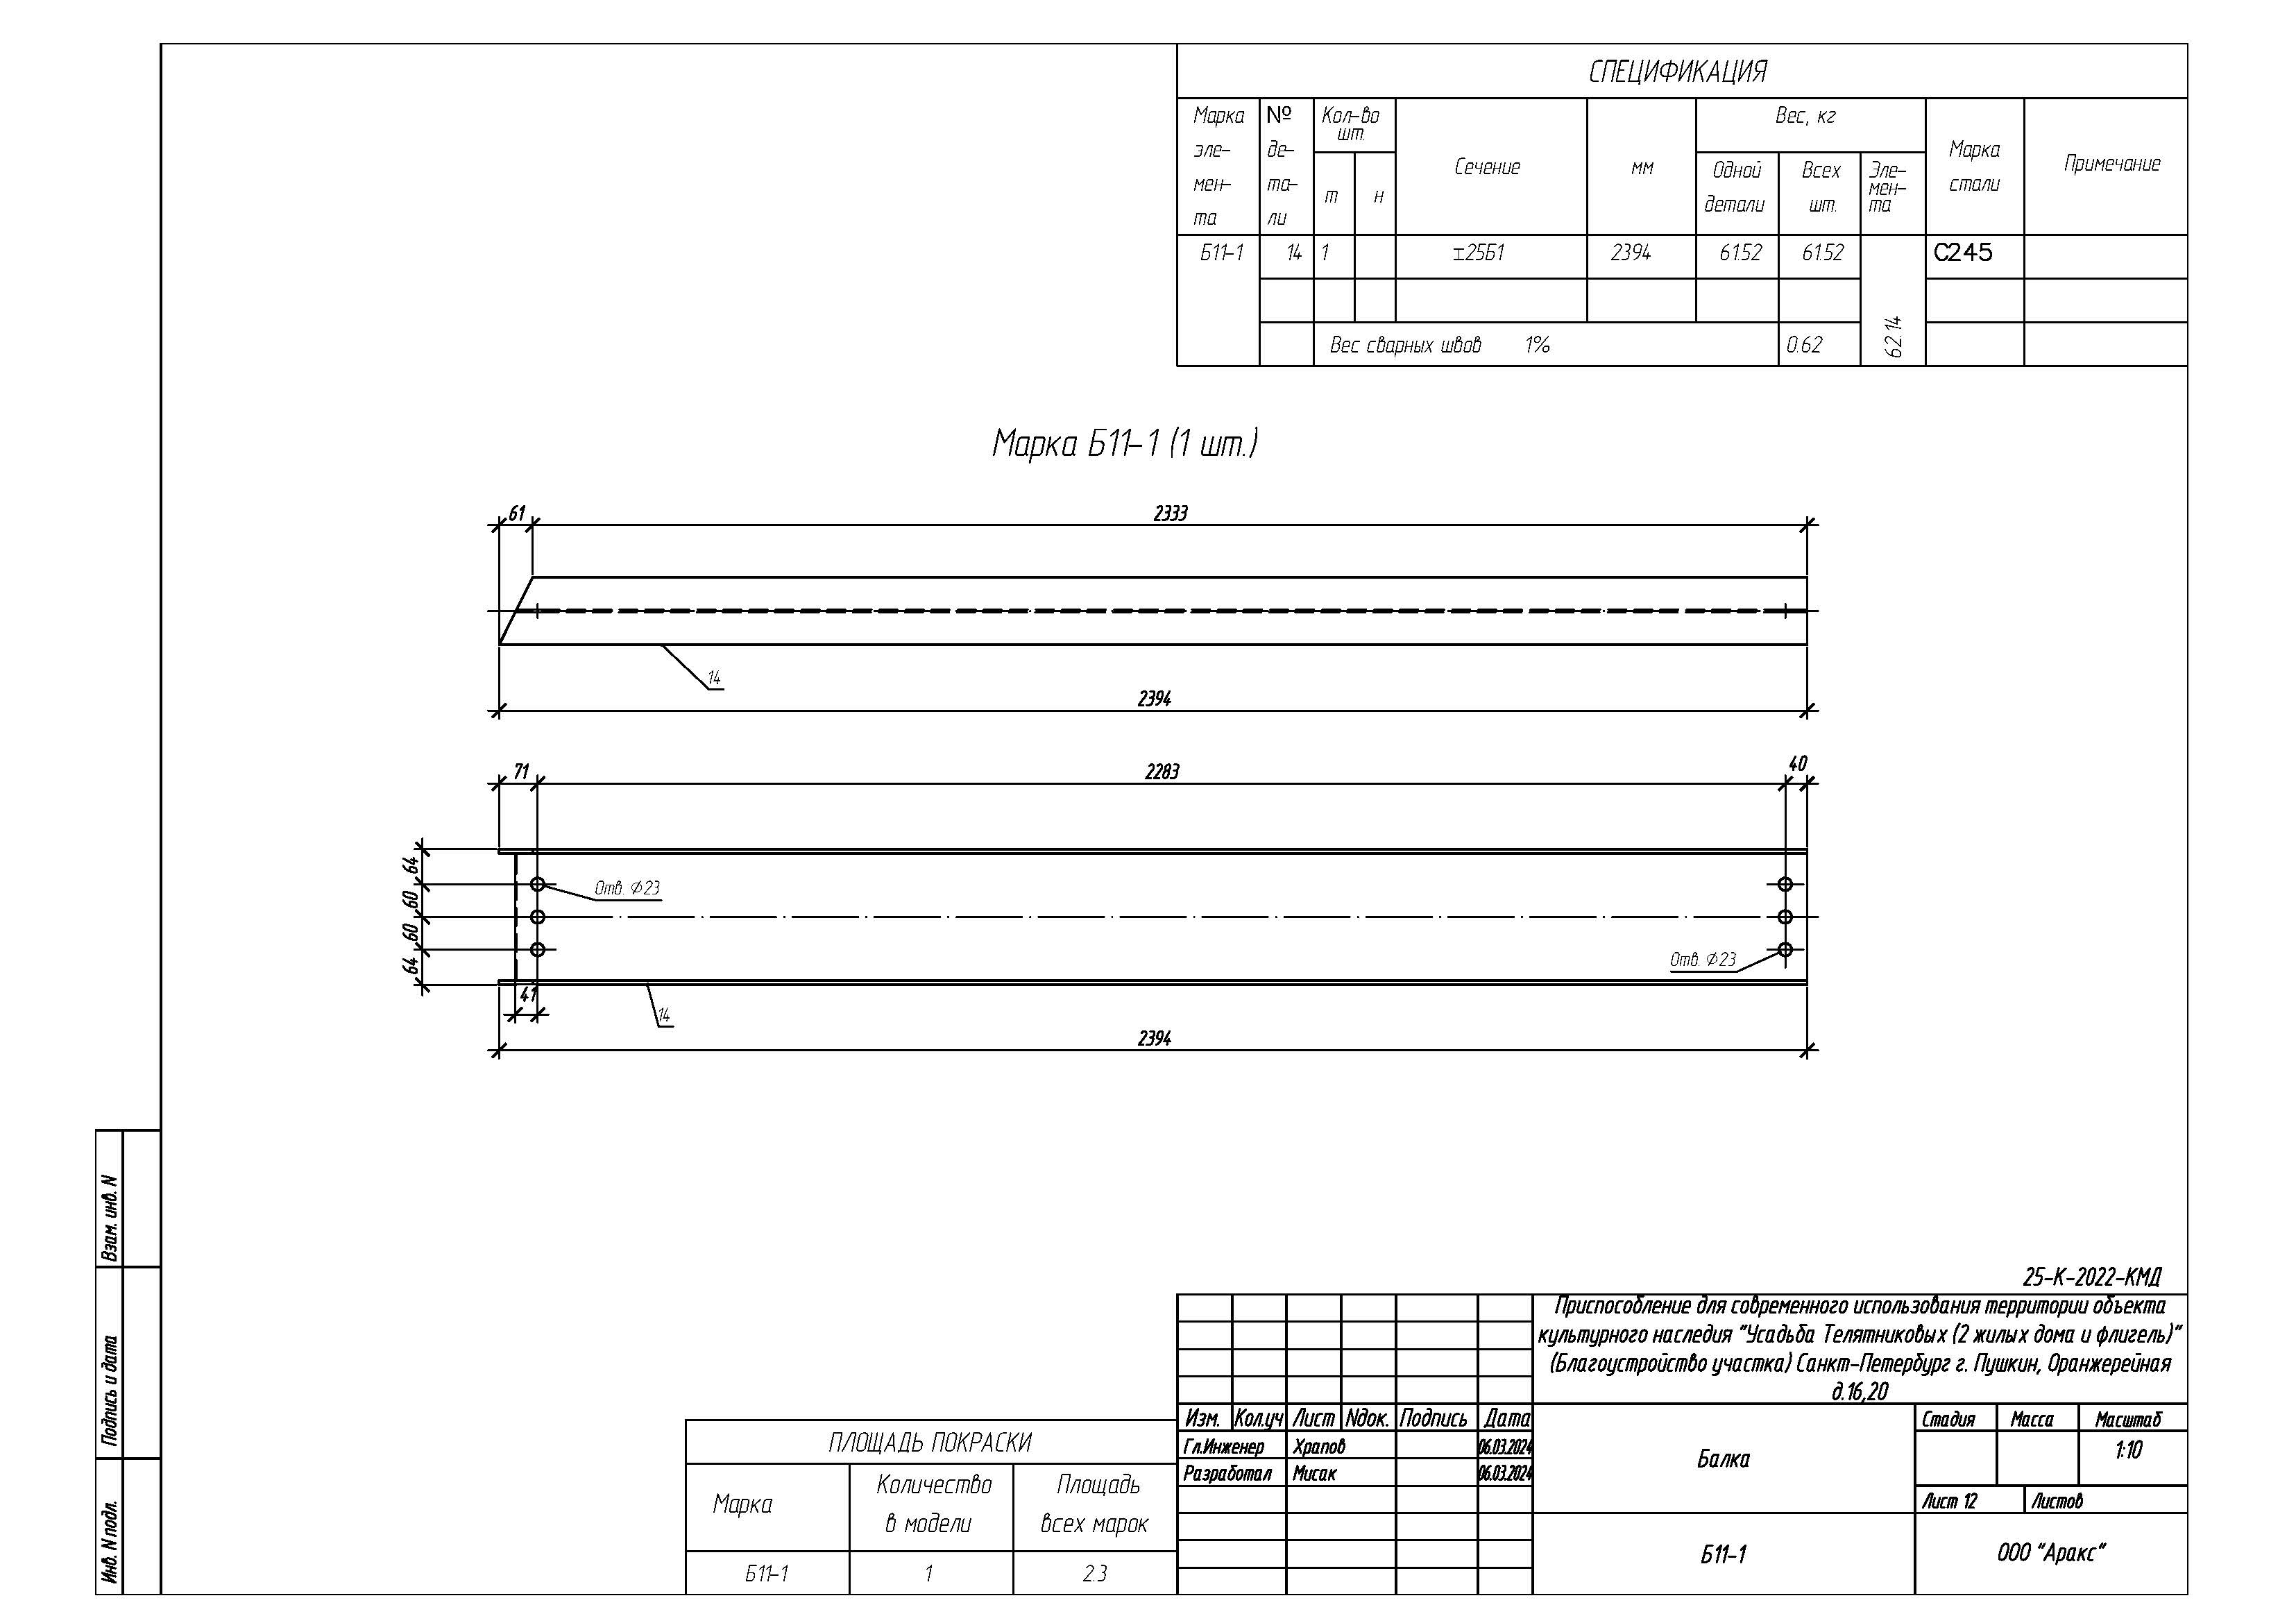 СПЕЦИФИКАЦИЯ
Марка эле- мен- та
№ де- та- ли
Кол-во шт.
т н
Сечение
мм
Вес, кг
Одной детали
Всех шт.
Эле- мен- та
Марка стали
Примечание
Б11-1 14 1 ⌶25Б1 2394 61.52 61.52 С245
62.14
Вес сварных швов 1% 0.62
Марка Б11-1 (1 шт.)
61 2333
14
2394
71 2283 40
64 60 60 64
Отв. ⌀23
Отв. ⌀23
41
14
2394
Взам. инв. N
Подпись и дата
Инв. N подл.
ПЛОЩАДЬ ПОКРАСКИ
Марка
Количество в модели
Площадь всех марок
Б11-1 1 2.3
25-К-2022-КМД
Приспособление для современного использования территории объекта
культурного наследия "Усадьба Телятниковых (2 жилых дома и флигель)"
(Благоустройство участка) Санкт-Петербург г. Пушкин, Оранжерейная
д.16,20
Изм. Кол.уч Лист Nдок. Подпись Дата
Гл.Инженер Храпов 06.03.2024
Разработал Мисак 06.03.2024
Балка
Стадия Масса Масштаб
1:10
Лист 12 Листов
Б11-1
ООО "Аракс"